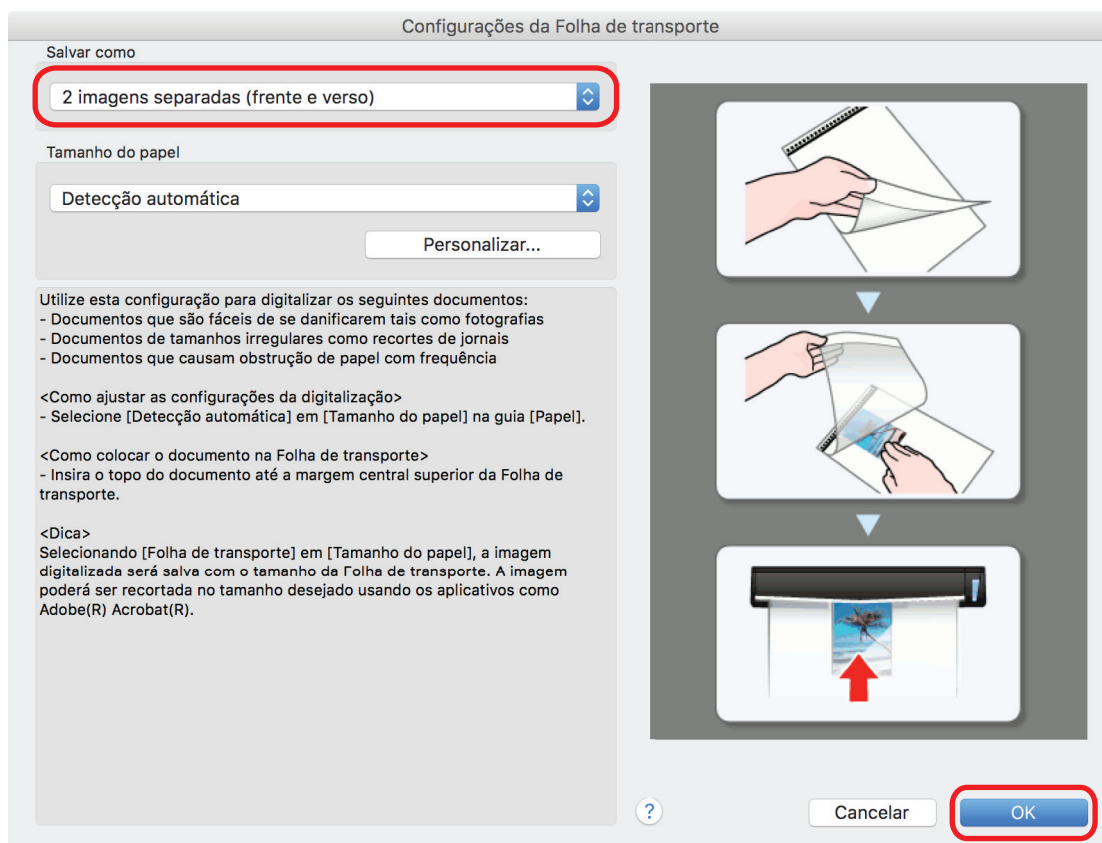 Configurações da Folha de transporte
Salvar como
2 imagens separadas (frente e verso)
Tamanho do papel
Detecção automática
Personalizar...
Utilize esta configuração para digitalizar os seguintes documentos:
- Documentos que são fáceis de se danificarem tais como fotografias
- Documentos de tamanhos irregulares como recortes de jornais
- Documentos que causam obstrução de papel com frequência
<Como ajustar as configurações da digitalização>
- Selecione [Detecção automática] em [Tamanho do papel] na guia [Papel].
<Como colocar o documento na Folha de transporte>
- Insira o topo do documento até a margem central superior da Folha de
transporte.
<Dica>
Selecionando [Folha de transporte] em [Tamanho do papel], a imagem
digitalizada será salva com o tamanho da Folha de transporte. A imagem
poderá ser recortada no tamanho desejado usando os aplicativos como
Adobe(R) Acrobat(R).
?
Cancelar
OK